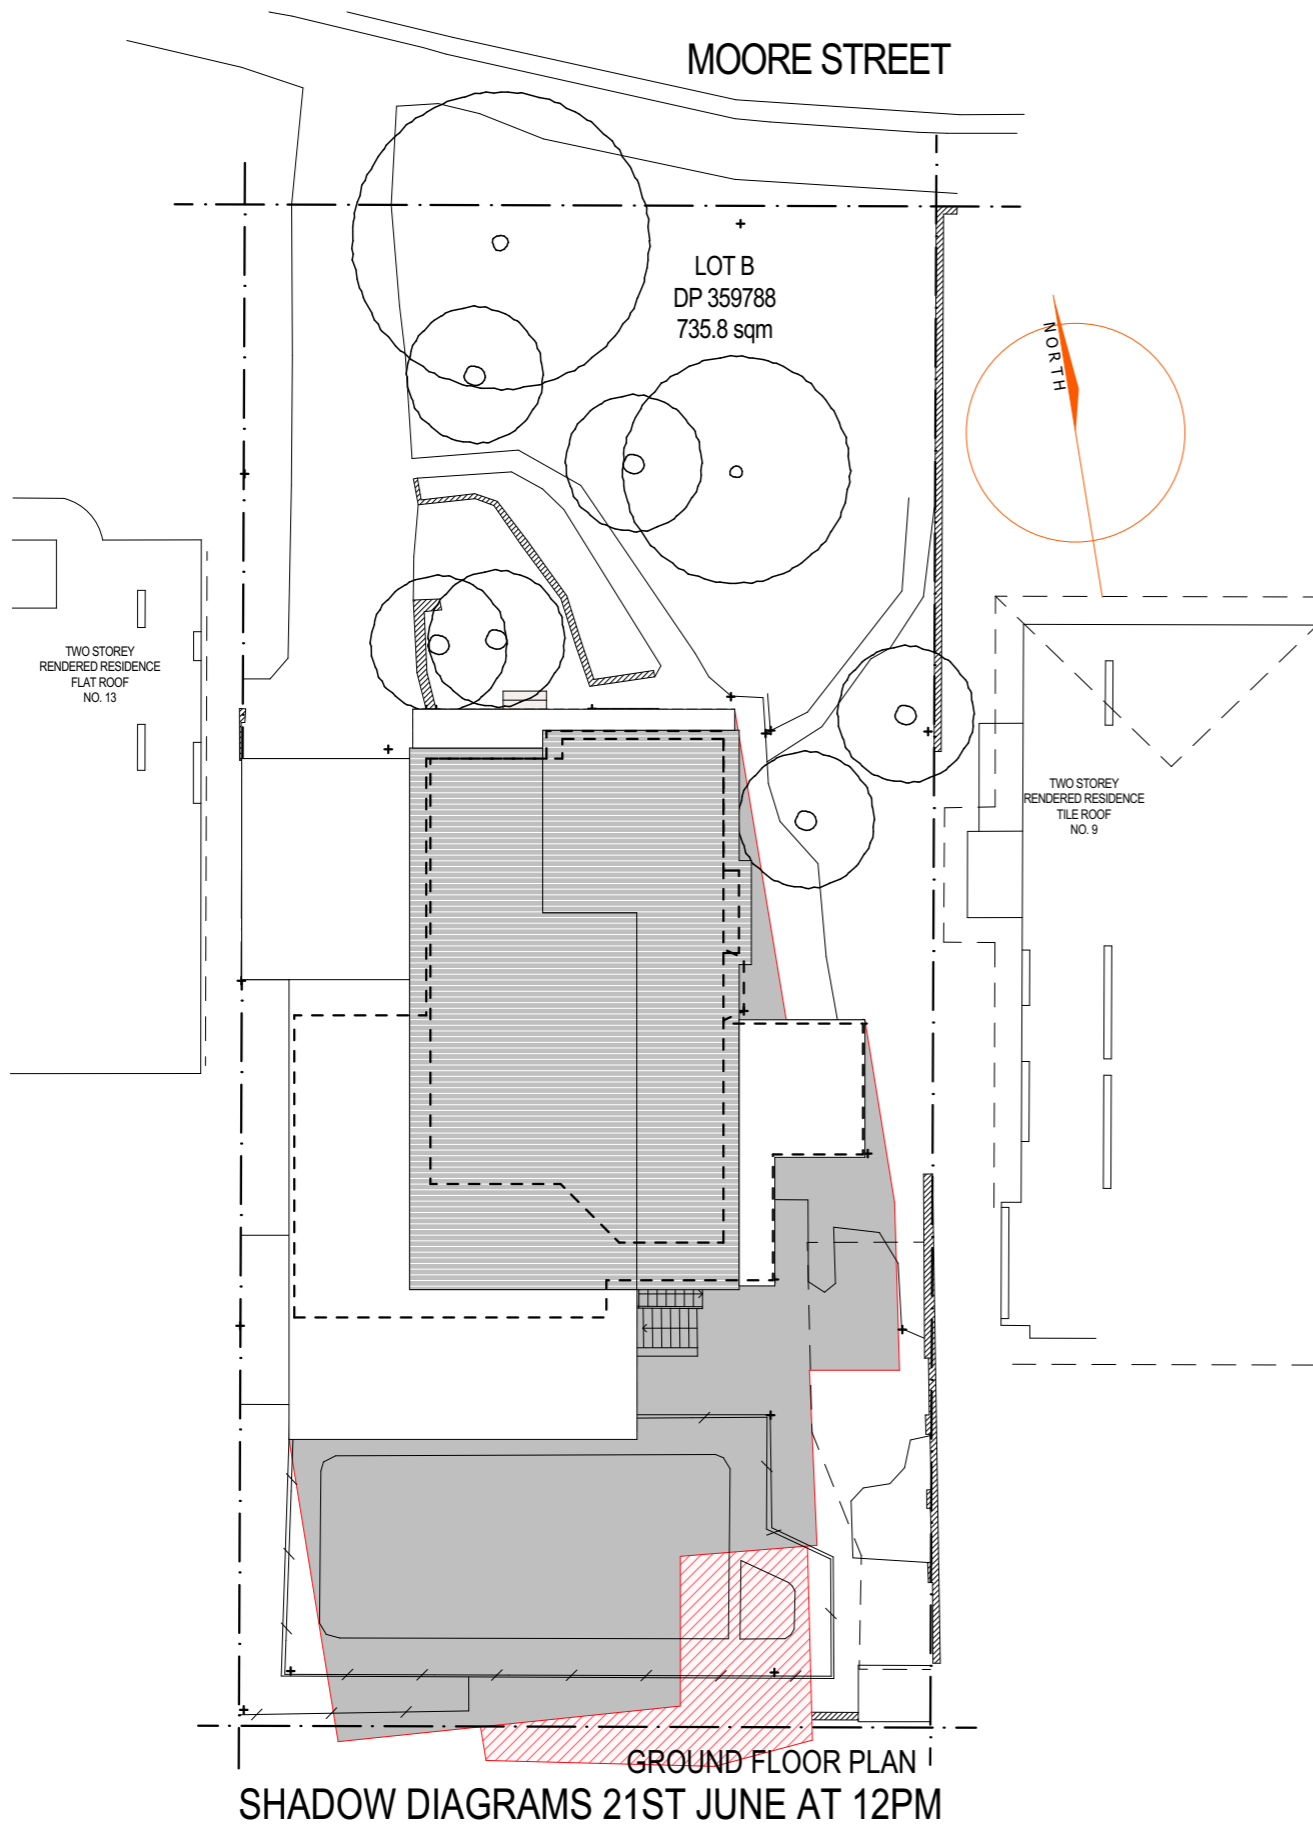 MOORE STREET
LOT B
DP 359788
735.8 sqm
NORTH
TWO STOREY
RENDERED RESIDENCE
FLAT ROOF
NO. 13
TWO STOREY
RENDERED RESIDENCE
TILE ROOF
NO. 9
GROUND FLOOR PLAN
SHADOW DIAGRAMS 21ST JUNE AT 12PM